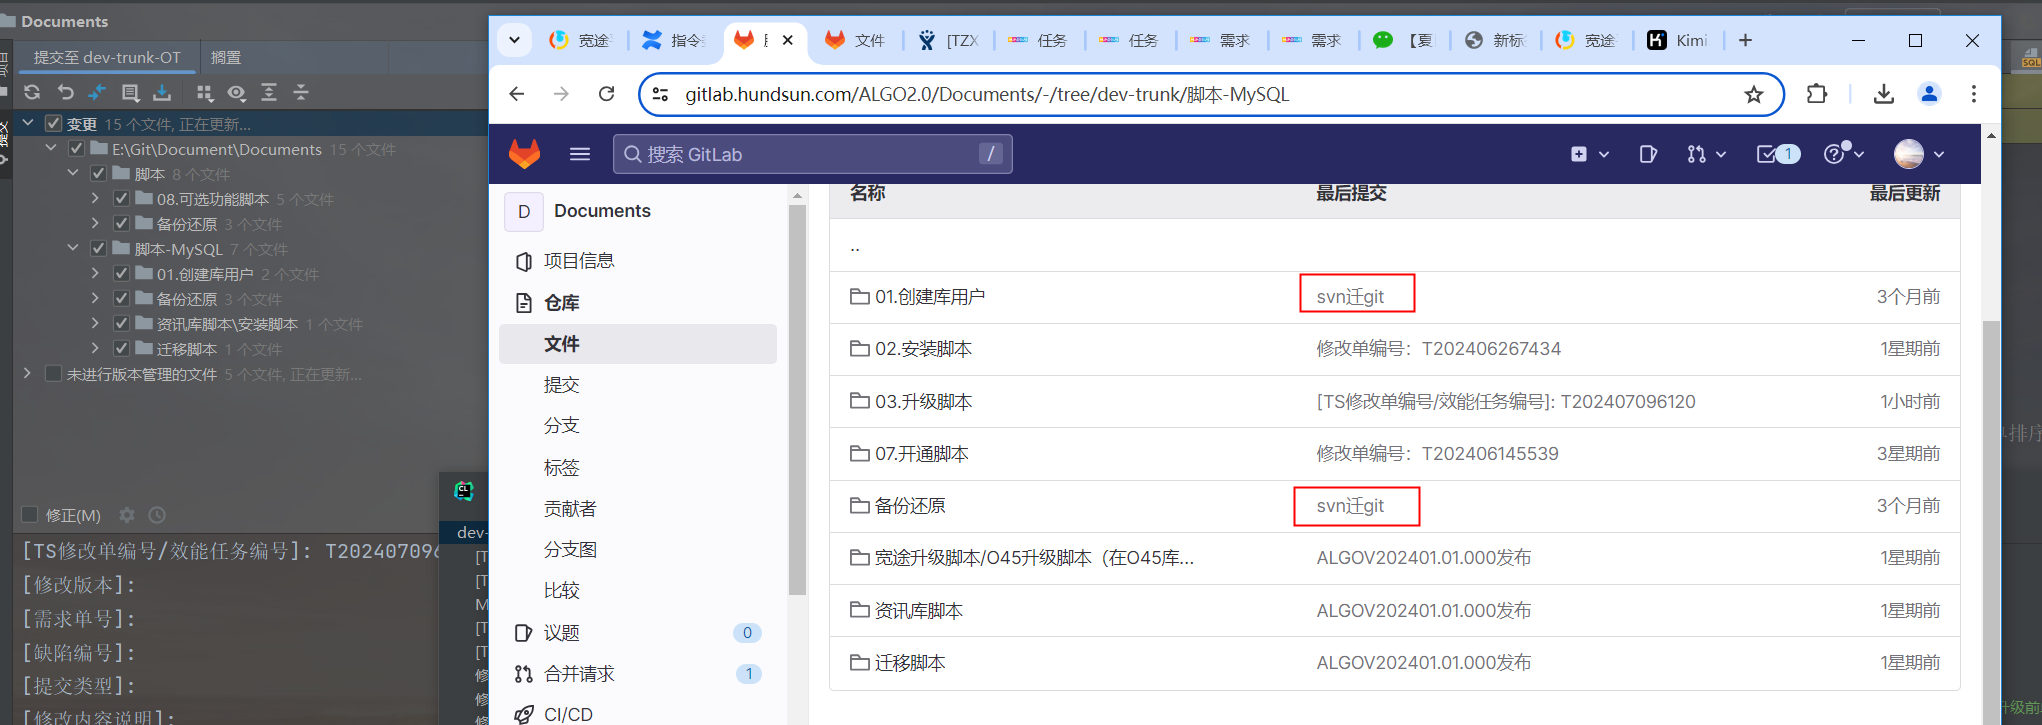 Documents
提交至 dev-trunk-OT
搁置
变更 15 个文件, 正在更新...
E:\Git\Document\Documents 15 个文件
脚本 8 个文件
08.可选功能脚本 5 个文件
备份还原 3 个文件
脚本-MySQL 7 个文件
01.创建库用户 2 个文件
备份还原 3 个文件
资讯库脚本\安装脚本 1 个文件
迁移脚本 1 个文件
未进行版本管理的文件 5 个文件, 正在更新...
修正(M)
[TS修改单编号/效能任务编号]: T20240709
[修改版本]:
[需求单号]:
[缺陷编号]:
[提交类型]:
[修改内容说明]:
dev-
[T
[T
M
[T
[T
修
修
宽途
指令
文件
[TZX
任务
任务
需求
需求
【夏
新标
宽途
Kimi
gitlab.hundsun.com/ALGO2.0/Documents/-/tree/dev-trunk/脚本-MySQL
搜索 GitLab
/
1
D Documents
项目信息
仓库
文件
提交
分支
标签
贡献者
分支图
比较
议题 0
合并请求 1
CI/CD
名称 最后提交 最后更新
..
01.创建库用户 svn迁git 3个月前
02.安装脚本 修改单编号：T202406267434 1星期前
03.升级脚本 [TS修改单编号/效能任务编号]: T202407096120 1小时前
07.开通脚本 修改单编号：T202406145539 3星期前
备份还原 svn迁git 3个月前
宽途升级脚本/O45升级脚本（在O45库... ALGOV202401.01.000发布 1星期前
资讯库脚本 ALGOV202401.01.000发布 1星期前
迁移脚本 ALGOV202401.01.000发布 1星期前
SQL
排序
升级前